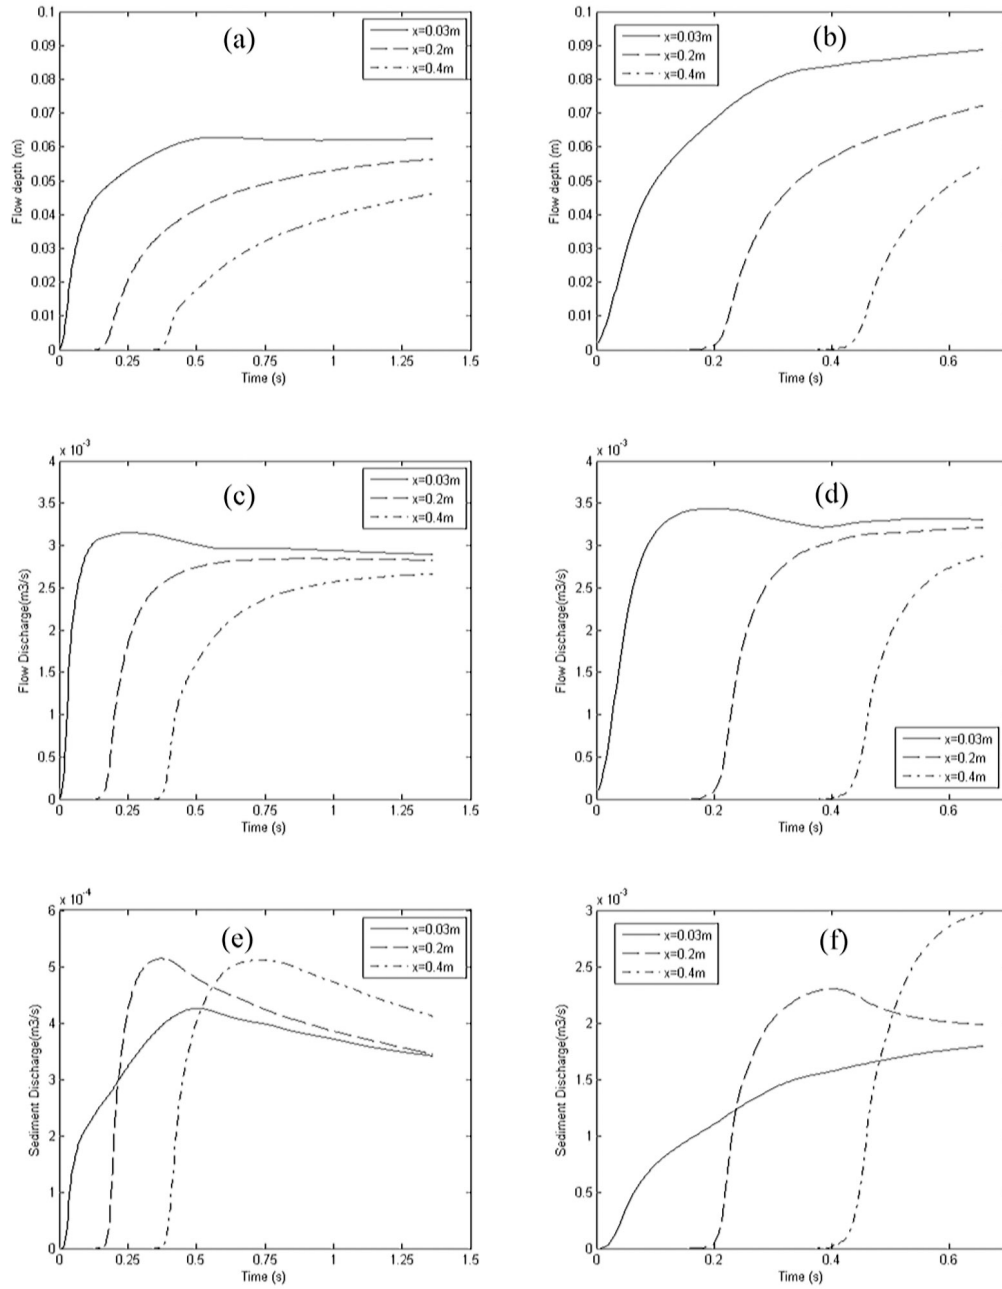 (a)
x=0.03m
x=0.2m
x=0.4m
0.1
0.09
0.08
0.07
0.06
0.05
0.04
0.03
0.02
0.01
0
Flow depth (m)
0 0.25 0.5 0.75 1 1.25 1.5
Time (s)
(b)
x=0.03m
x=0.2m
x=0.4m
0.1
0.09
0.08
0.07
0.06
0.05
0.04
0.03
0.02
0.01
0
Flow depth (m)
0 0.2 0.4 0.6
Time (s)
x 10-3
(c)
x=0.03m
x=0.2m
x=0.4m
4
3.5
3
2.5
2
1.5
1
0.5
0
Flow Discharge(m3/s)
0 0.25 0.5 0.75 1 1.25 1.5
Time (s)
x 10-3
(d)
4
3.5
3
2.5
2
1.5
1
0.5
0
Flow Discharge(m3/s)
x=0.03m
x=0.2m
x=0.4m
0 0.2 0.4 0.6
Time (s)
x 10-4
(e)
x=0.03m
x=0.2m
x=0.4m
6
5
4
3
2
1
0
Sediment Discharge(m3/s)
0 0.25 0.5 0.75 1 1.25 1.5
Time (s)
x 10-3
(f)
x=0.03m
x=0.2m
x=0.4m
3
2.5
2
1.5
1
0.5
0
Sediment Discharge(m3/s)
0 0.2 0.4 0.6
Time (s)